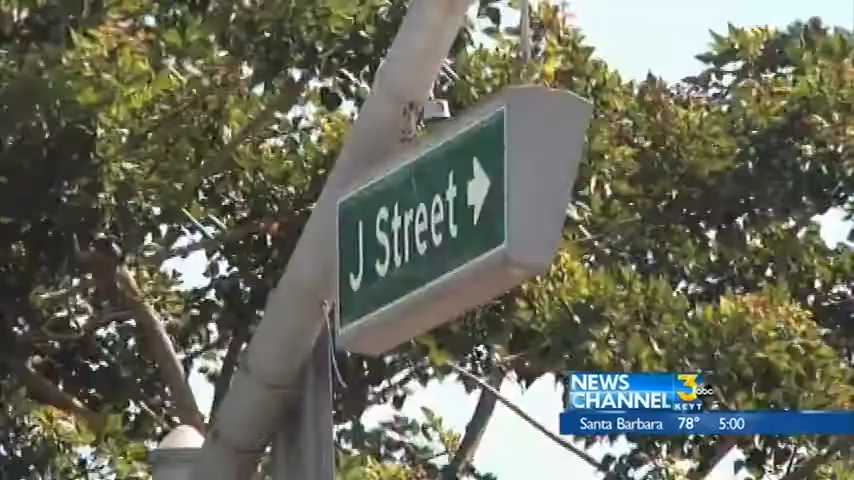 J Street →
NEWS
CHANNEL 3 abc
KEYT
Santa Barbara 78° 5:00